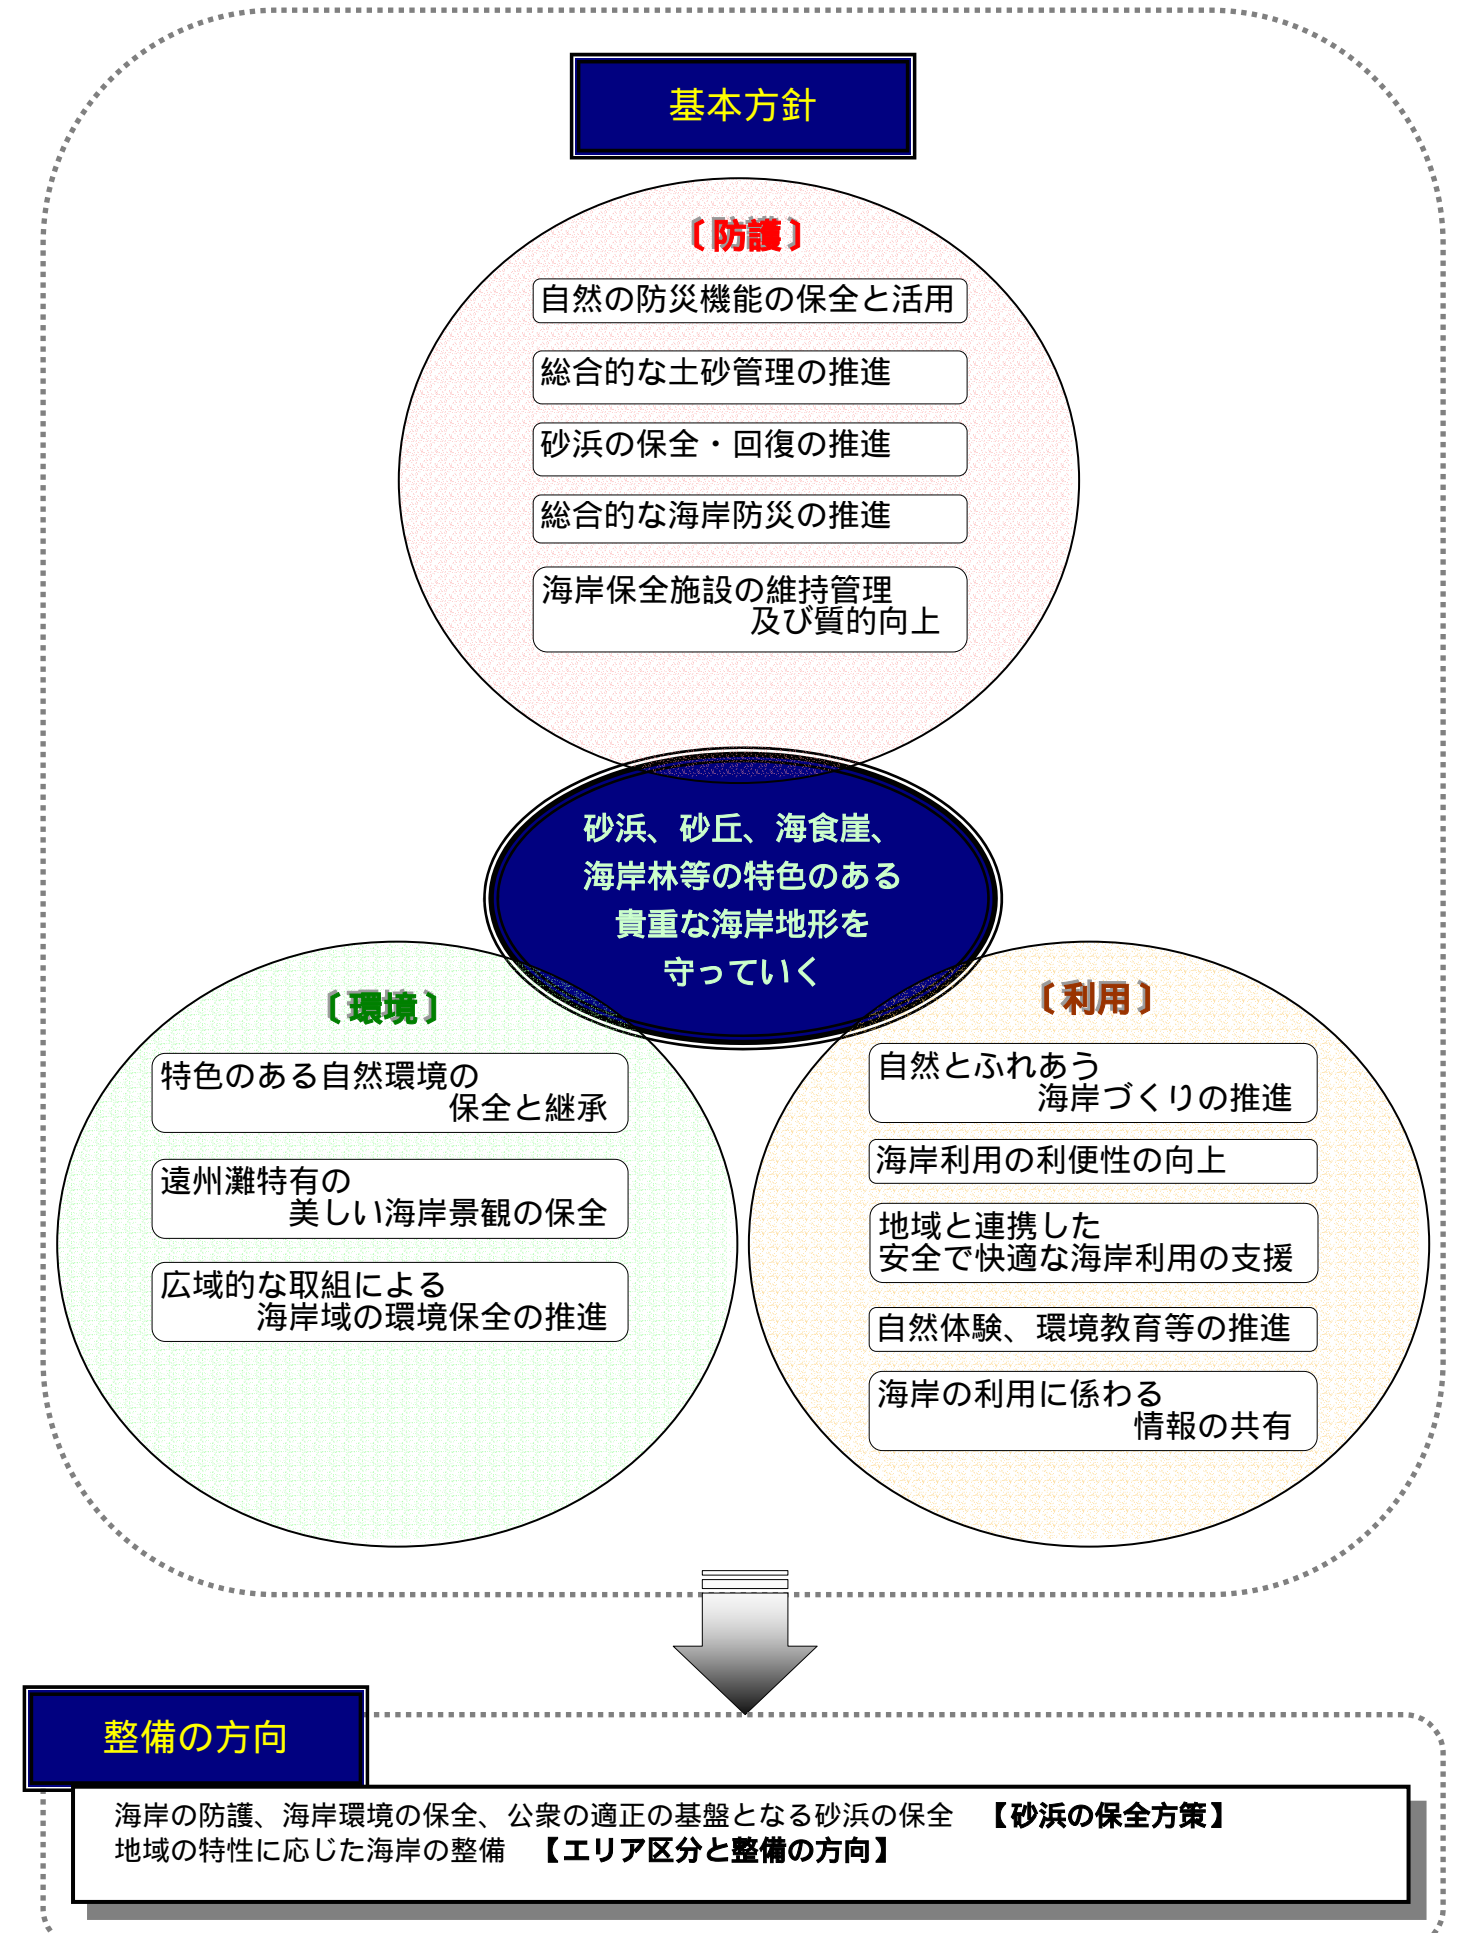 基本方針
〔防護〕
自然の防災機能の保全と活用
総合的な土砂管理の推進
砂浜の保全・回復の推進
総合的な海岸防災の推進
海岸保全施設の維持管理
及び質的向上
砂浜、砂丘、海食崖、
海岸林等の特色のある
貴重な海岸地形を
守っていく
〔環境〕
特色のある自然環境の
保全と継承
遠州灘特有の
美しい海岸景観の保全
広域的な取組による
海岸域の環境保全の推進
〔利用〕
自然とふれあう
海岸づくりの推進
海岸利用の利便性の向上
地域と連携した
安全で快適な海岸利用の支援
自然体験、環境教育等の推進
海岸の利用に係わる
情報の共有
整備の方向
海岸の防護、海岸環境の保全、公衆の適正の基盤となる砂浜の保全　【砂浜の保全方策】
地域の特性に応じた海岸の整備　【エリア区分と整備の方向】